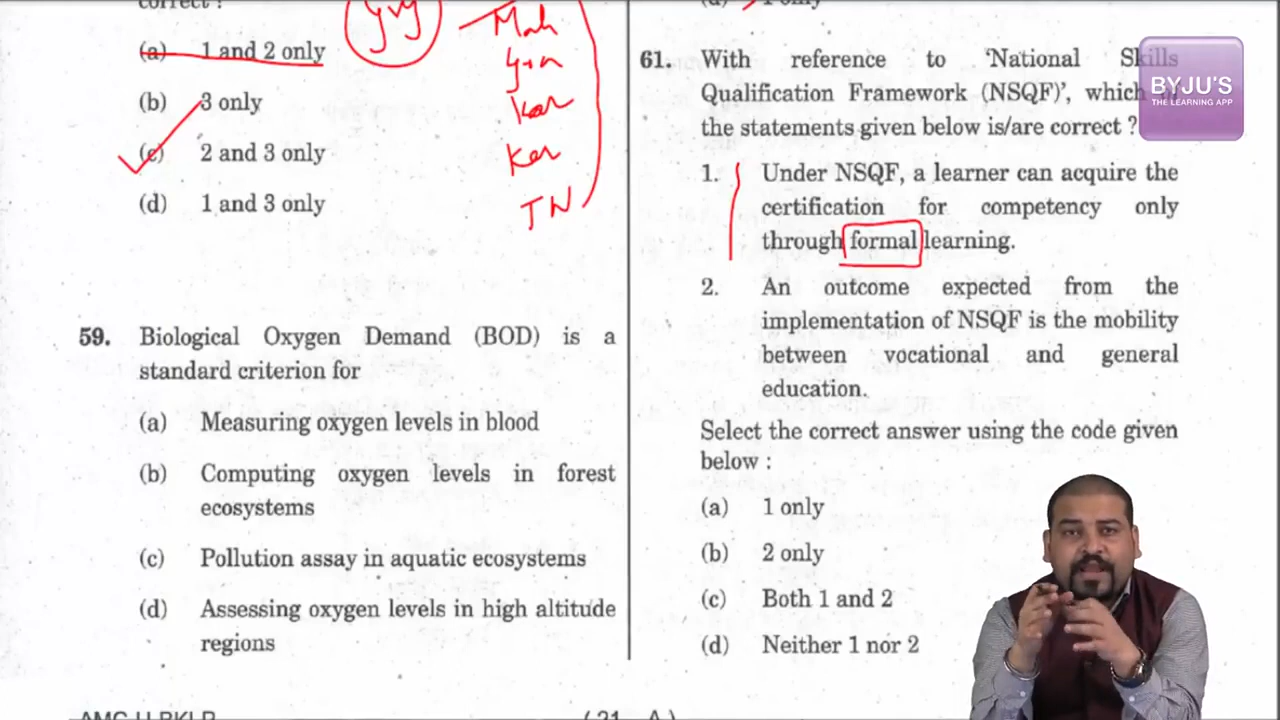 correct ?
(a) 1 and 2 only
(b) 3 only
(c) 2 and 3 only
(d) 1 and 3 only
Mah
Kar
TN
59. Biological Oxygen Demand (BOD) is a
standard criterion for
(a) Measuring oxygen levels in blood
(b) Computing oxygen levels in forest
ecosystems
(c) Pollution assay in aquatic ecosystems
(d) Assessing oxygen levels in high altitude
regions
61. With reference to 'National Skills
Qualification Framework (NSQF)', which of
the statements given below is/are correct ?
1. Under NSQF, a learner can acquire the
certification for competency only
through formal learning.
2. An outcome expected from the
implementation of NSQF is the mobility
between vocational and general
education.
Select the correct answer using the code given
below :
(a) 1 only
(b) 2 only
(c) Both 1 and 2
(d) Neither 1 nor 2
BYJU'S
THE LEARNING APP
( 21 – A )